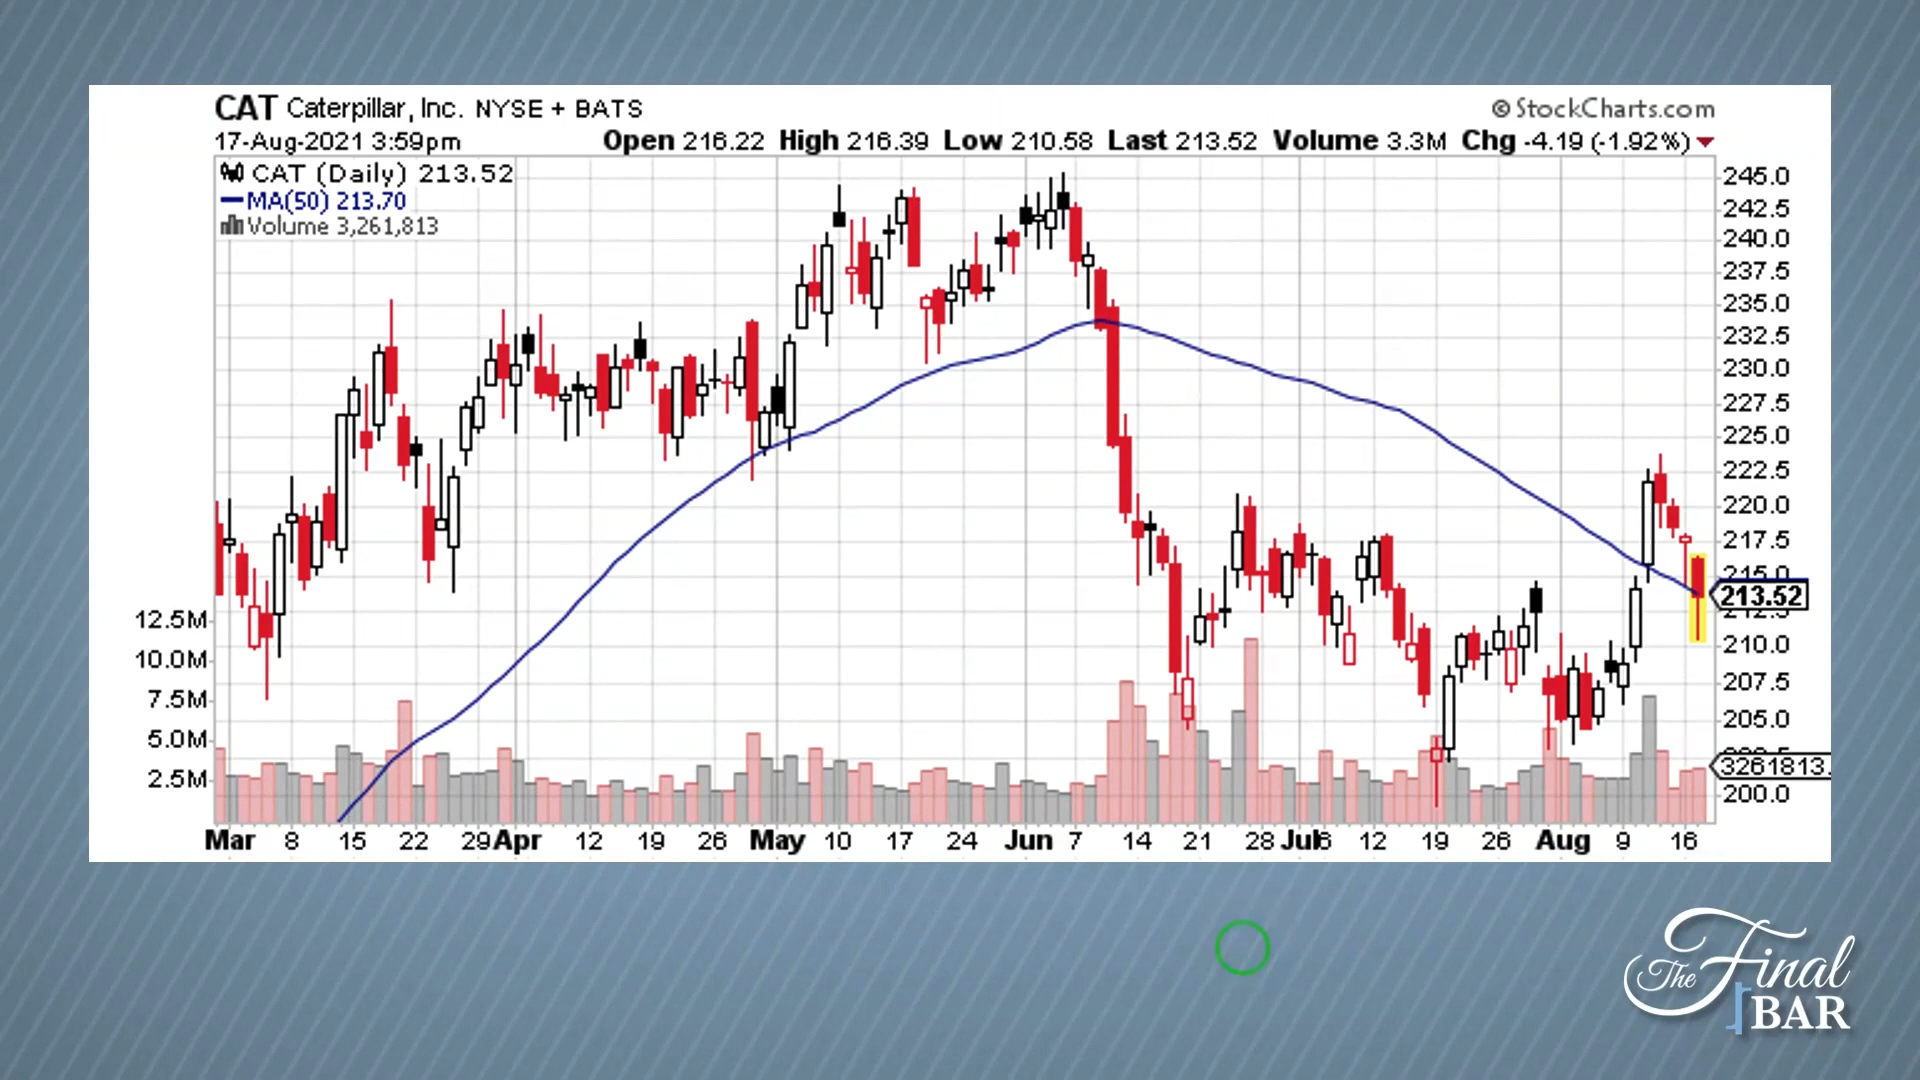 CAT Caterpillar, Inc. NYSE + BATS
© StockCharts.com
17-Aug-2021 3:59pm
Open 216.22 High 216.39 Low 210.58 Last 213.52 Volume 3.3M Chg -4.19 (-1.92%)
CAT (Daily) 213.52
MA(50) 213.70
Volume 3,261,813
245.0
242.5
240.0
237.5
235.0
232.5
230.0
227.5
225.0
222.5
220.0
217.5
215.0
213.52
212.5
210.0
207.5
205.0
3261813.
200.0
12.5M
10.0M
7.5M
5.0M
2.5M
Mar 8 15 22 29 Apr 12 19 26 May 10 17 24 Jun 7 14 21 28 Jul 6 12 19 26 Aug 9 16
The Final
BAR